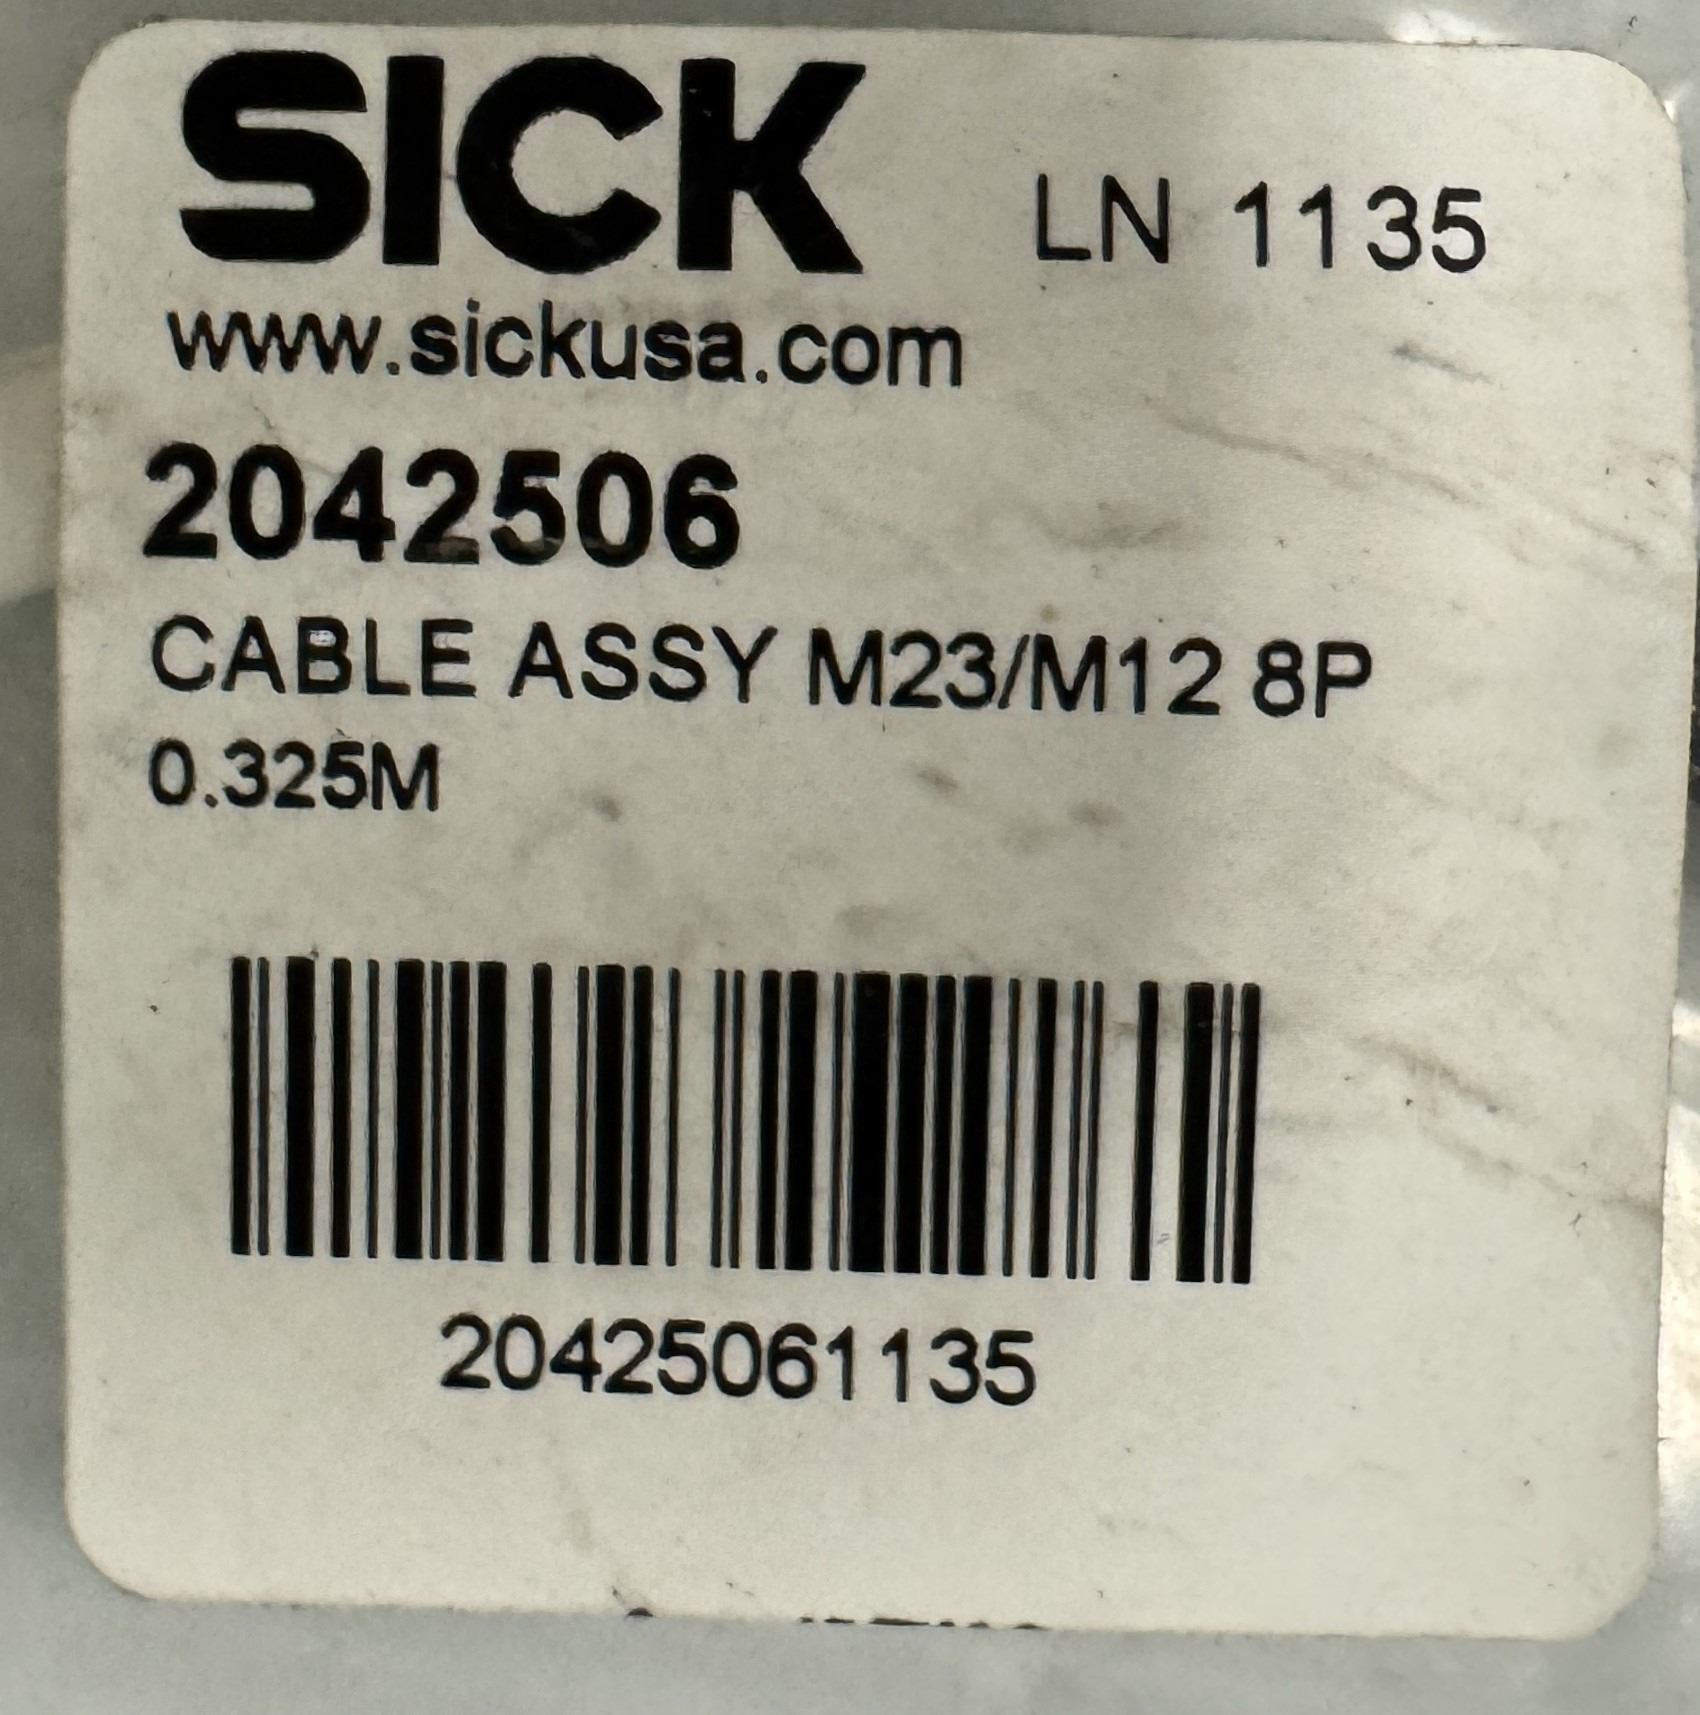 SICK LN 1135
www.sickusa.com
2042506
CABLE ASSY M23/M12 8P
0.325M
20425061135